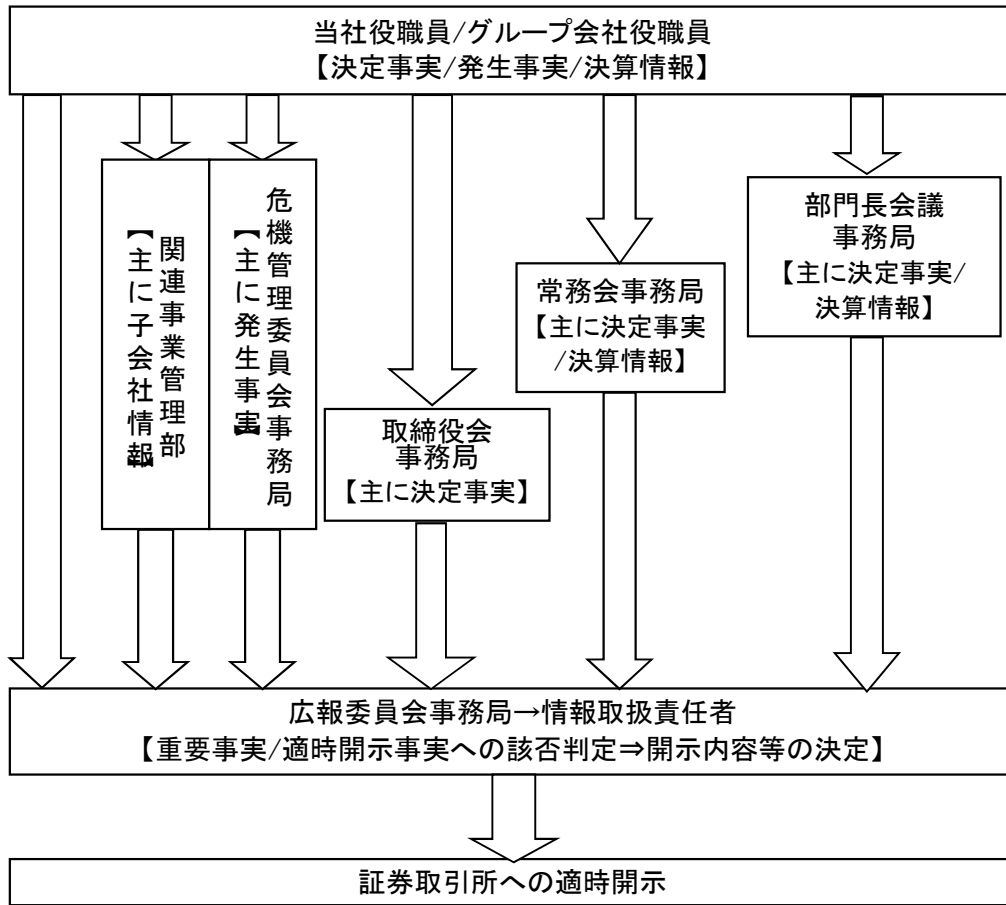 当社役職員/グループ会社役職員
【決定事実/発生事実/決算情報】
関連事業管理部
【主に子会社情報】
危機管理委員会事務局
【主に発生事実】
取締役会
事務局
【主に決定事実】
常務会事務局
【主に決定事実
/決算情報】
部門長会議
事務局
【主に決定事実/
決算情報】
広報委員会事務局→情報取扱責任者
【重要事実/適時開示事実への該否判定⇒開示内容等の決定】
証券取引所への適時開示